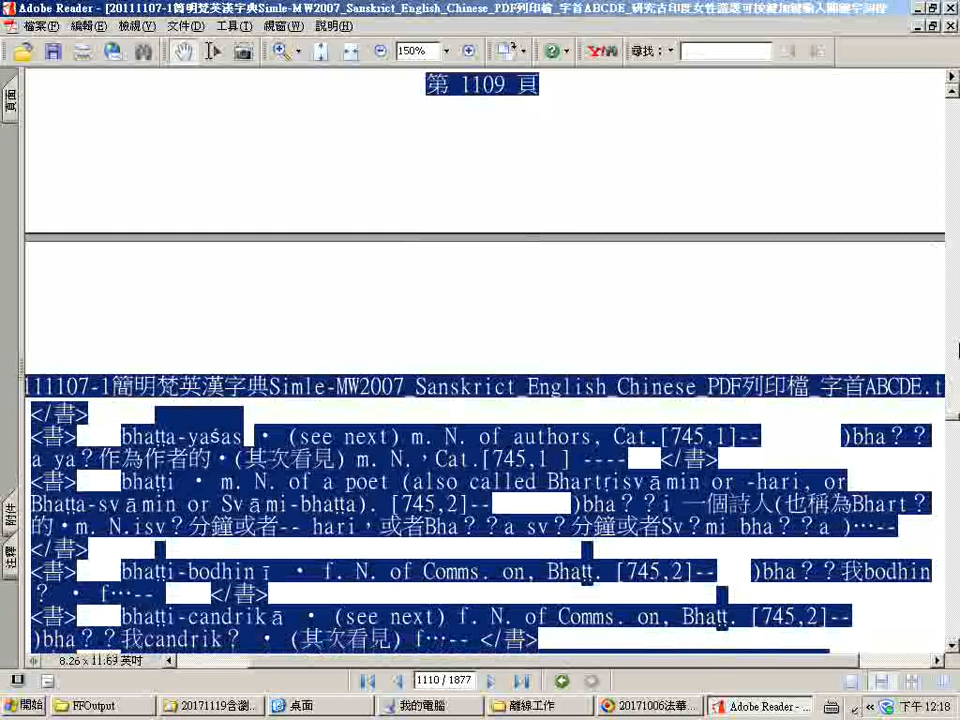 Adobe Reader - [20111107-1簡明梵英漢字典Simle-MW2007_Sanskrict_English_Chinese_PDF列印檔_字首ABCDE_研究古印度女性議題可按鍵加鍵輸入關鍵字詞搜
檔案(F) 編輯(E) 檢視(V) 文件(D) 工具(T) 視窗(W) 說明(H)
150% 尋找:
頁面
第 1109 頁
111107-1簡明梵英漢字典Simle-MW2007_Sanskrict_English_Chinese_PDF列印檔_字首ABCDE.t
</書>
<書> bhaṭṭa-yaśas • (see next) m. N. of authors, Cat.[745,1]-- )bha？？
a ya？作為作者的•(其次看見) m. N.，Cat.[745,1 ] ---- </書>
<書> bhaṭṭi • m. N. of a poet (also called Bhartṛisvāmin or -hari, or
Bhaṭṭa-svāmin or Svāmi-bhaṭṭa). [745,2]-- )bha？？i 一個詩人(也稱為Bhart？
的•m. N.isv？分鐘或者-- hari，或者Bha？？a sv？分鐘或者Sv？mi bha？？a )…--
</書>
<書> bhaṭṭi-bodhinī • f. N. of Comms. on, Bhaṭṭ. [745,2]-- )bha？？我bodhin
？ • f…-- </書>
<書> bhaṭṭi-candrikā • (see next) f. N. of Comms. on, Bhaṭṭ. [745,2]--
)bha？？我candrik？ • (其次看見) f…-- </書>
附件
注釋
8.26 x 11.69 英吋
1110 / 1877
開始 FFOutput 20171119含瀏... 桌面 我的電腦 離線工作 20171006法華... Adobe Reader -... 下午 12:18